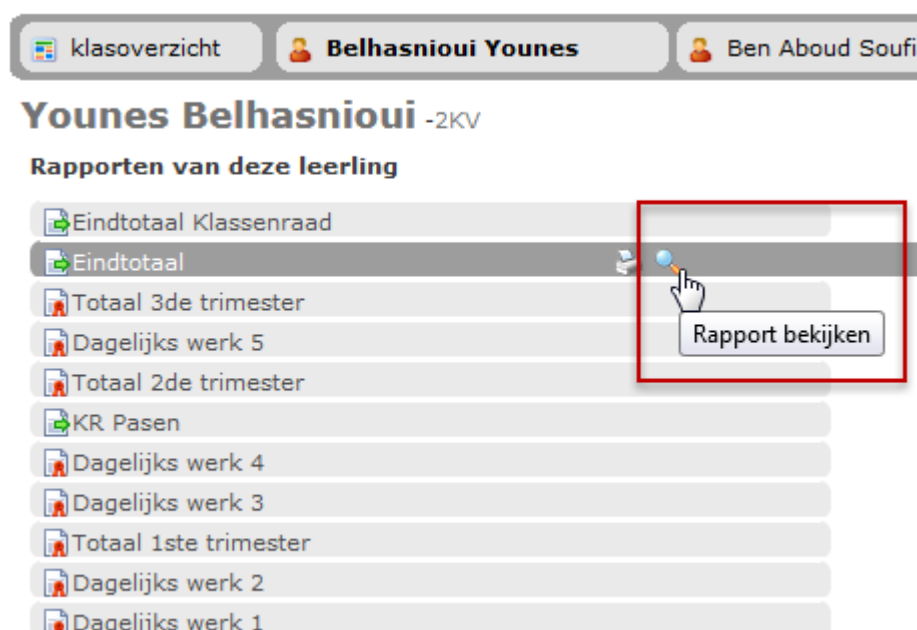 klasoverzicht Belhasnioui Younes Ben Aboud Soufi
Younes Belhasnioui -2KV
Rapporten van deze leerling
Eindtotaal Klassenraad
Eindtotaal
Totaal 3de trimester
Rapport bekijken
Dagelijks werk 5
Totaal 2de trimester
KR Pasen
Dagelijks werk 4
Dagelijks werk 3
Totaal 1ste trimester
Dagelijks werk 2
Dagelijks werk 1